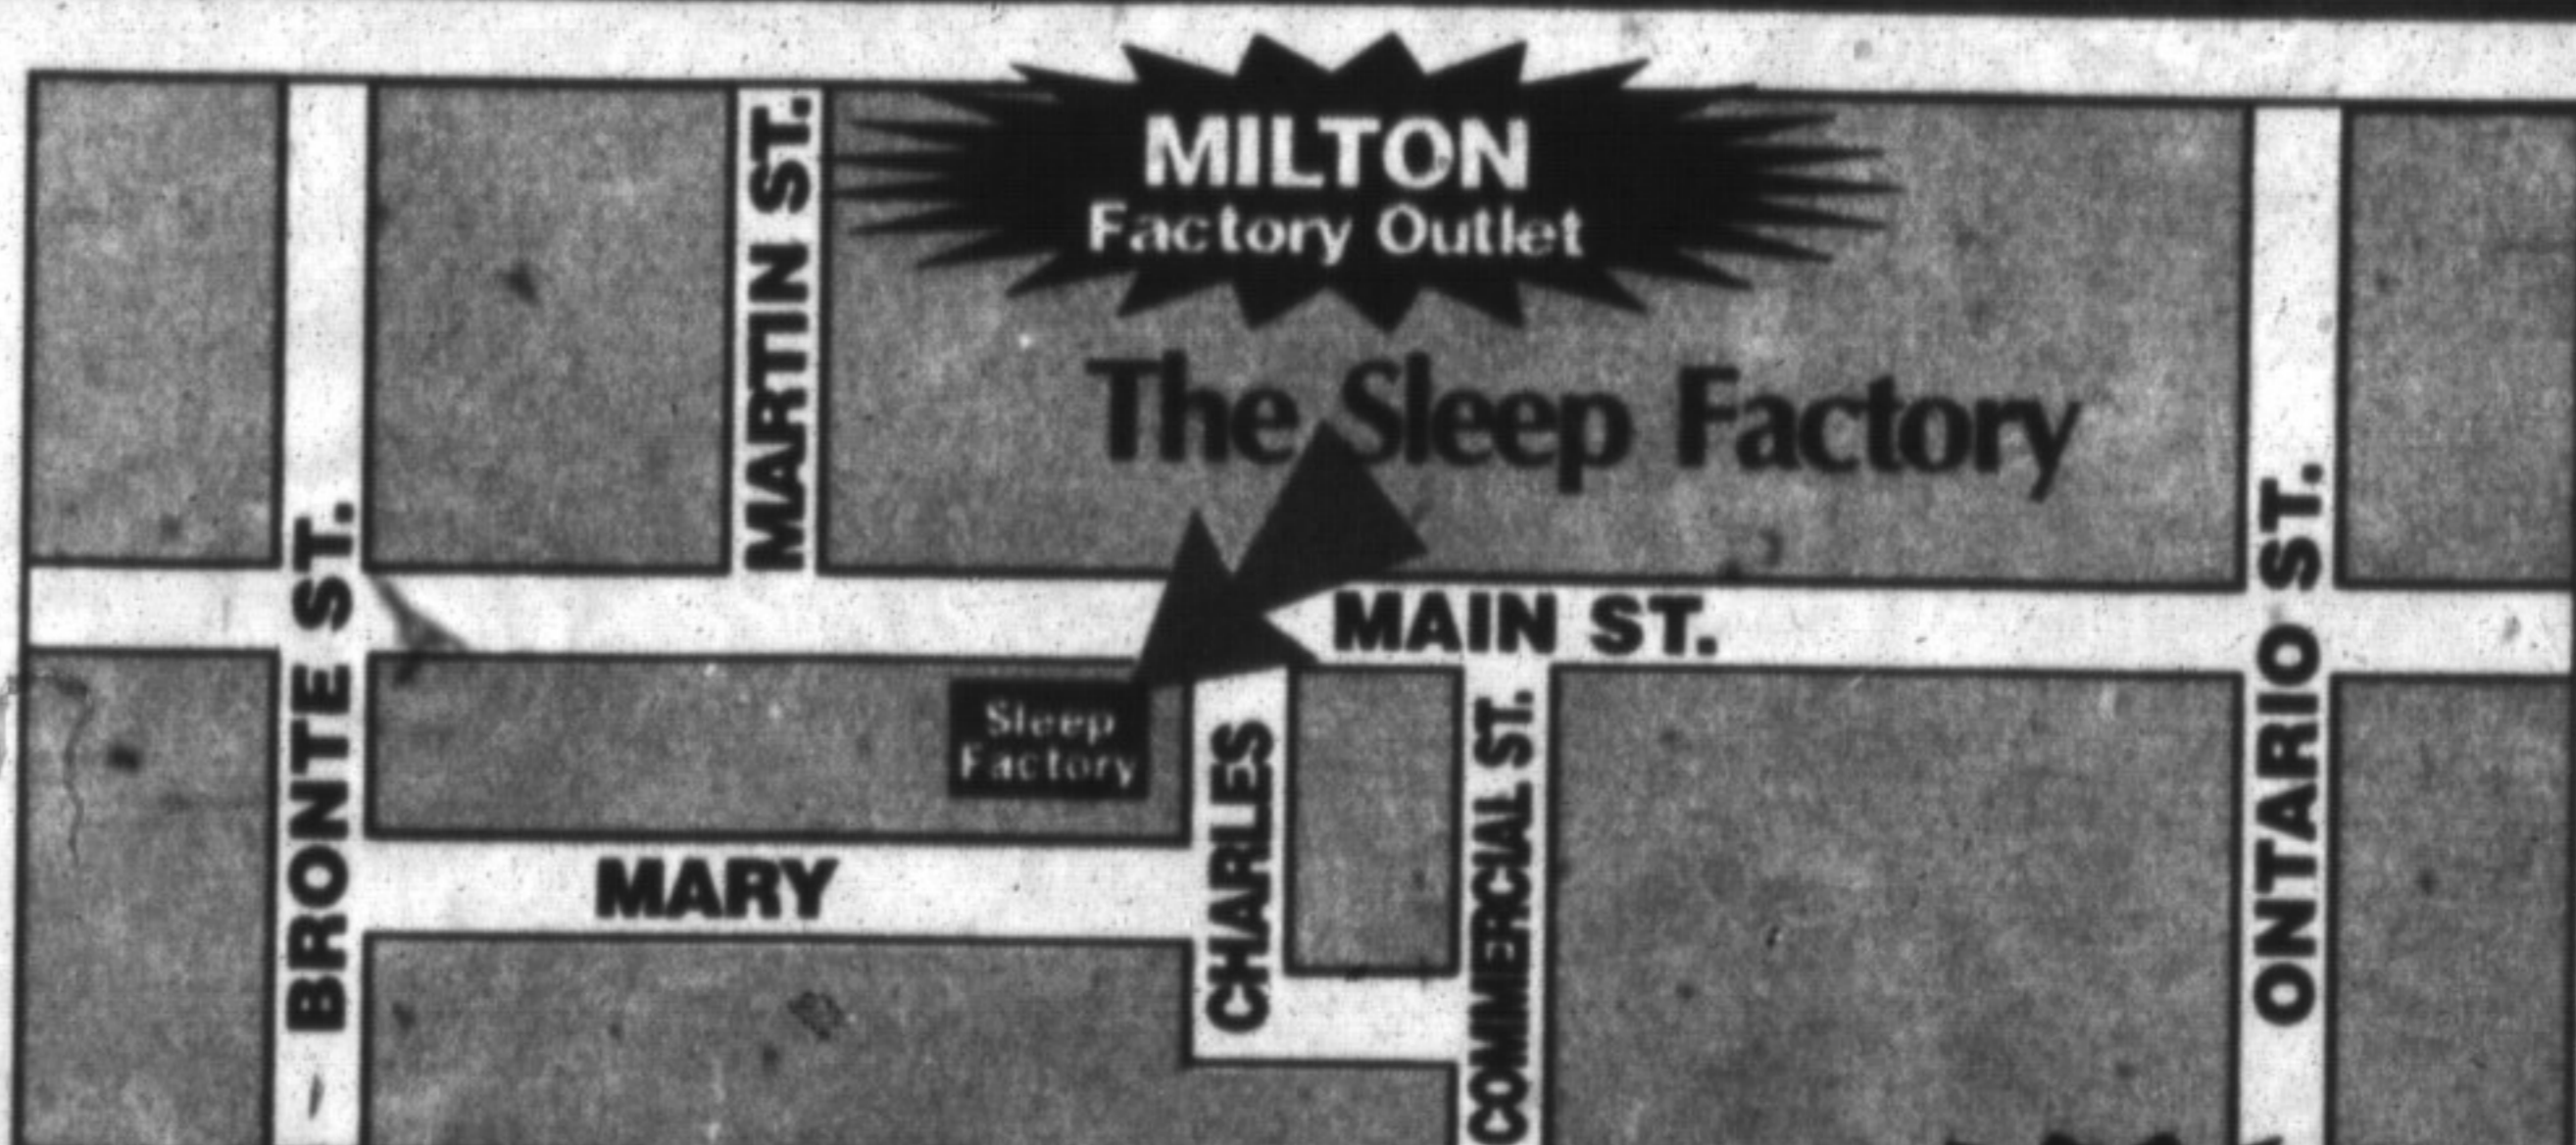 MILTON
Factory Outlet
The Sleep Factory
MARTIN ST.
BRONTE ST.
MAIN ST.
ONTARIO ST.
Sleep
Factory
CHARLES
COMMERCIAL ST.
MARY